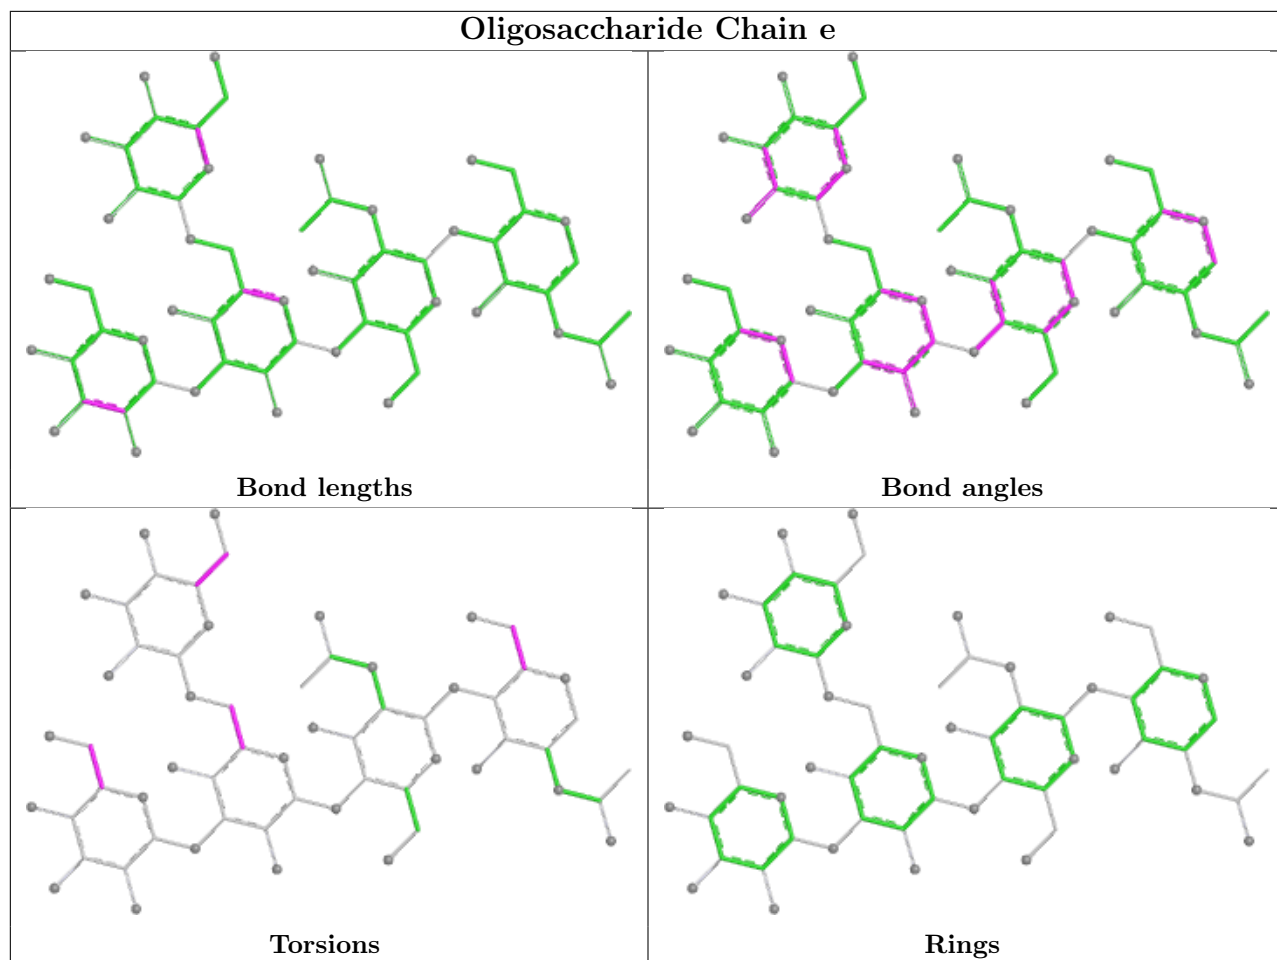 Oligosaccharide Chain e
Bond lengths
Bond angles
Torsions
Rings